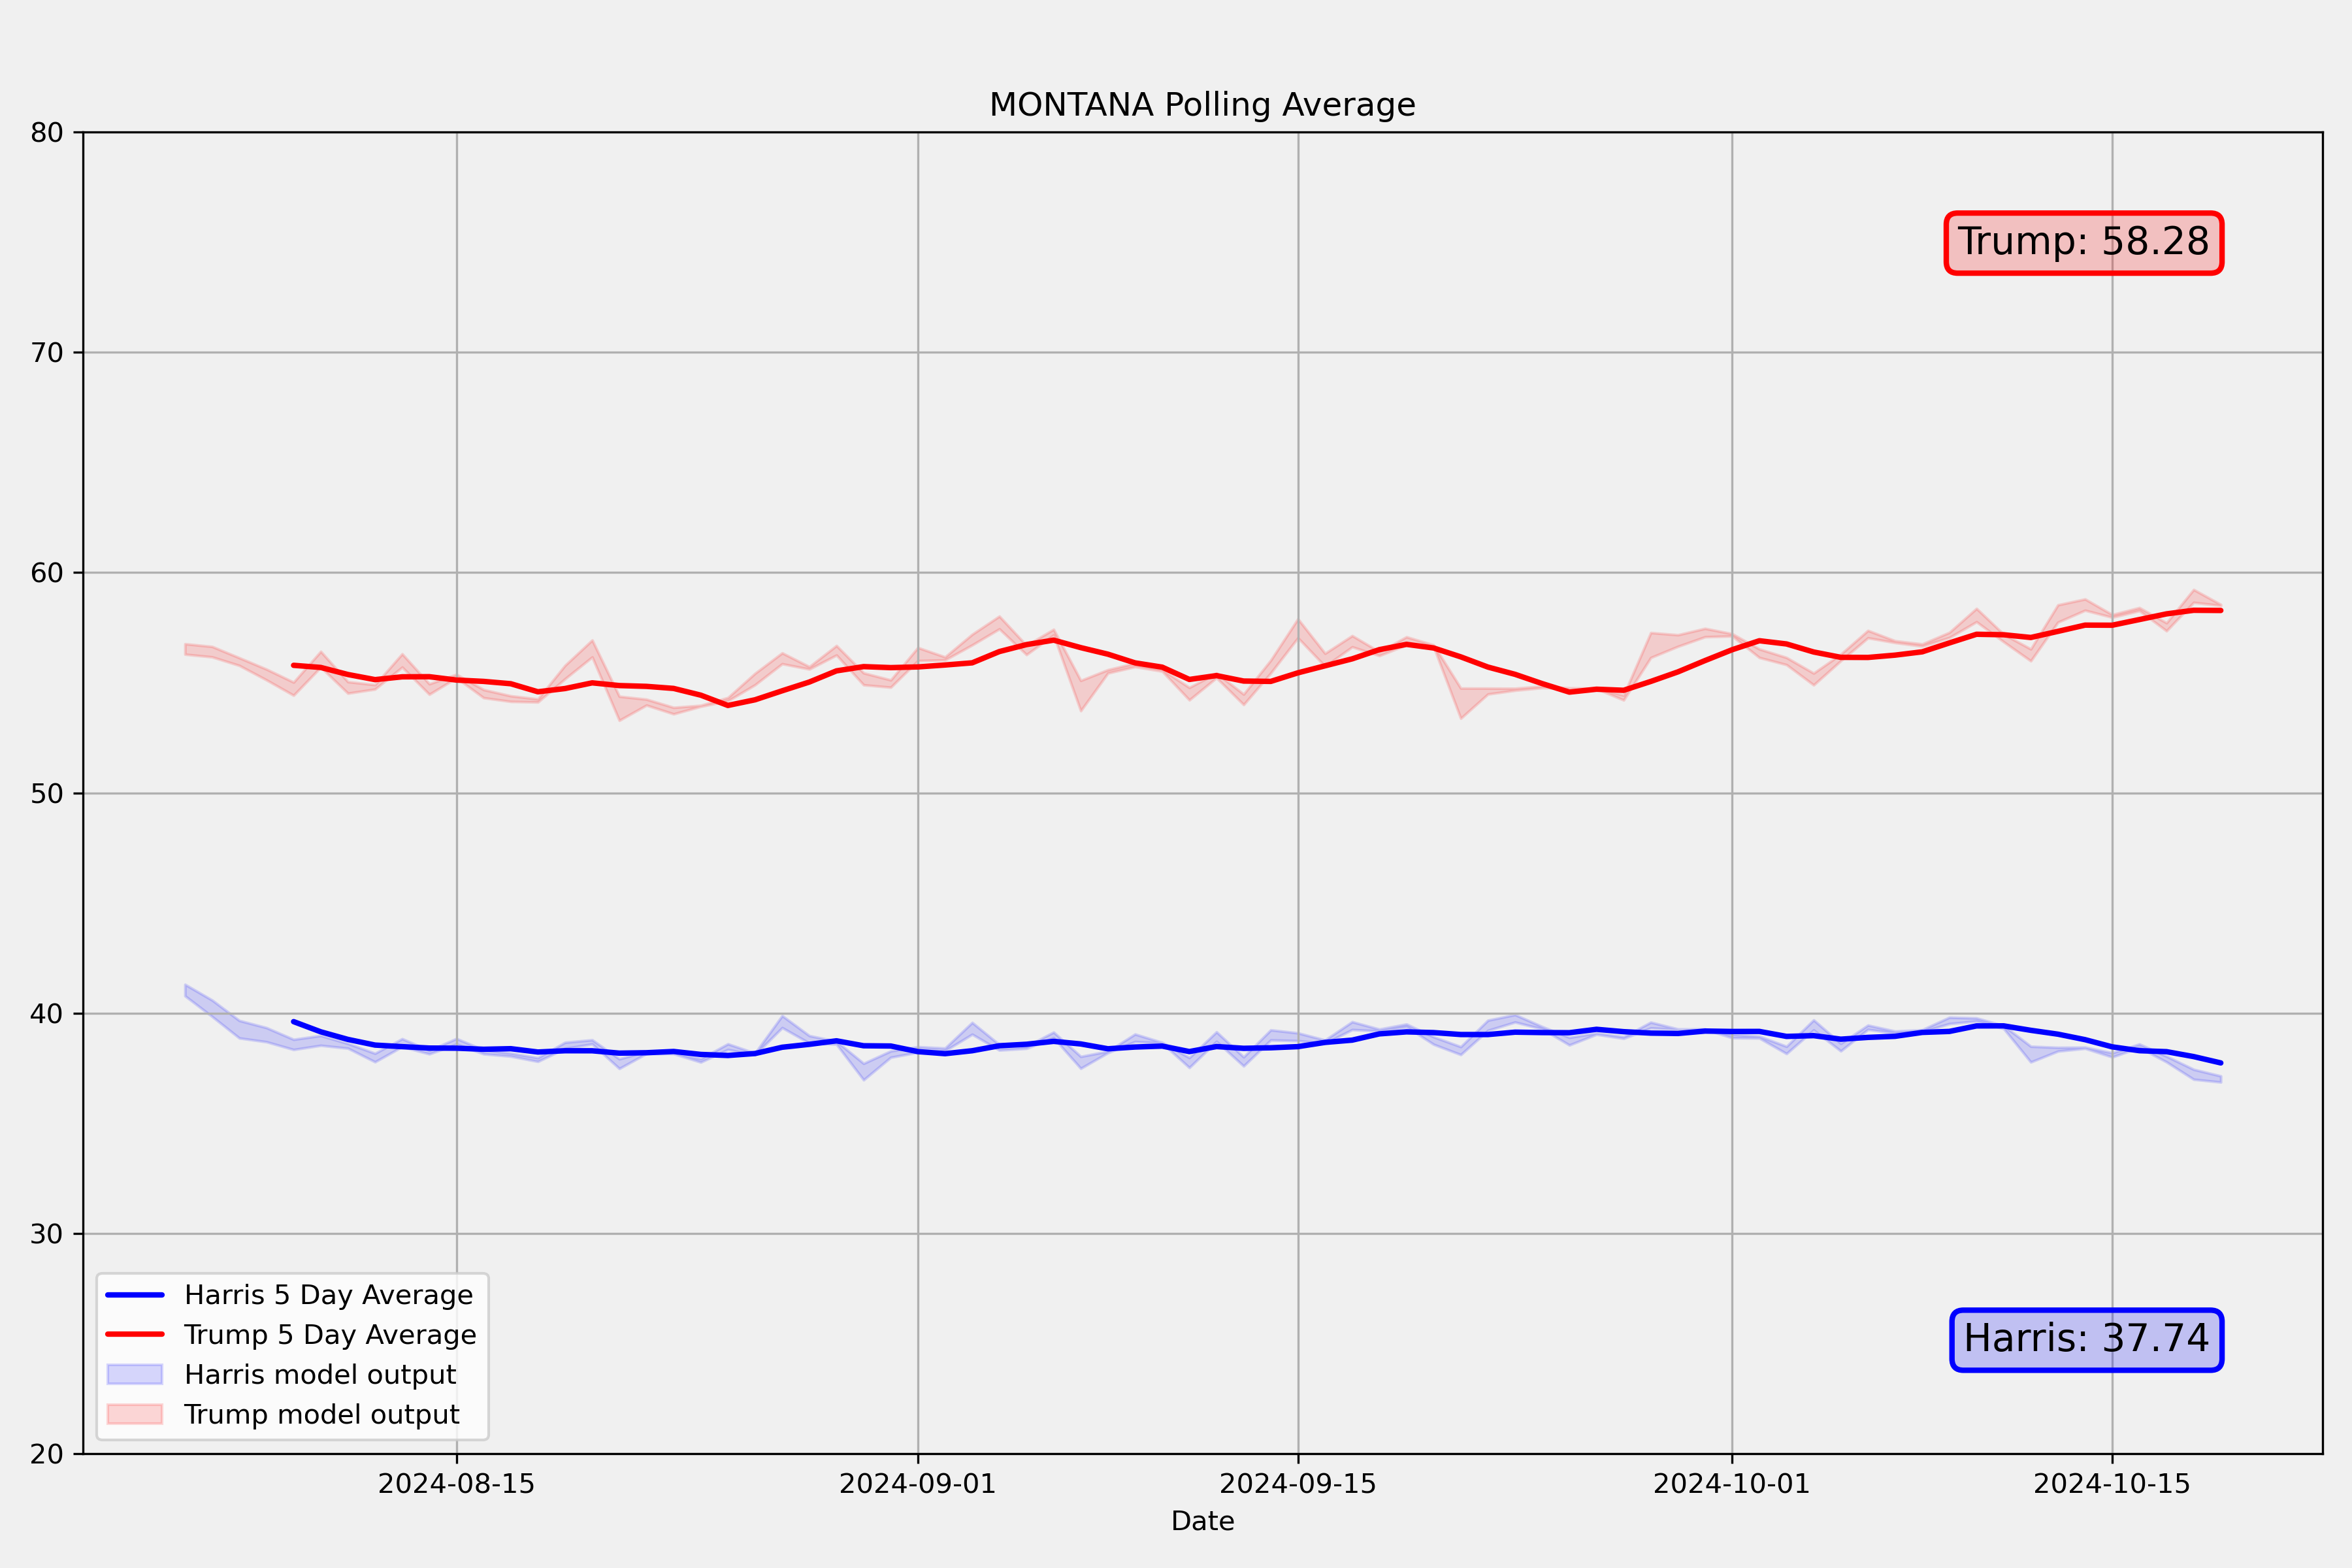 MONTANA Polling Average
80
70
60
50
40
30
20
Trump: 58.28
Harris: 37.74
Harris 5 Day Average
Trump 5 Day Average
Harris model output
Trump model output
2024-08-15
2024-09-01
2024-09-15
2024-10-01
2024-10-15
Date